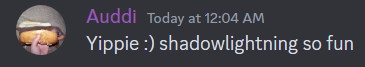 Auddi Today at 12:04 AM
Yippie :) shadowlightning so fun